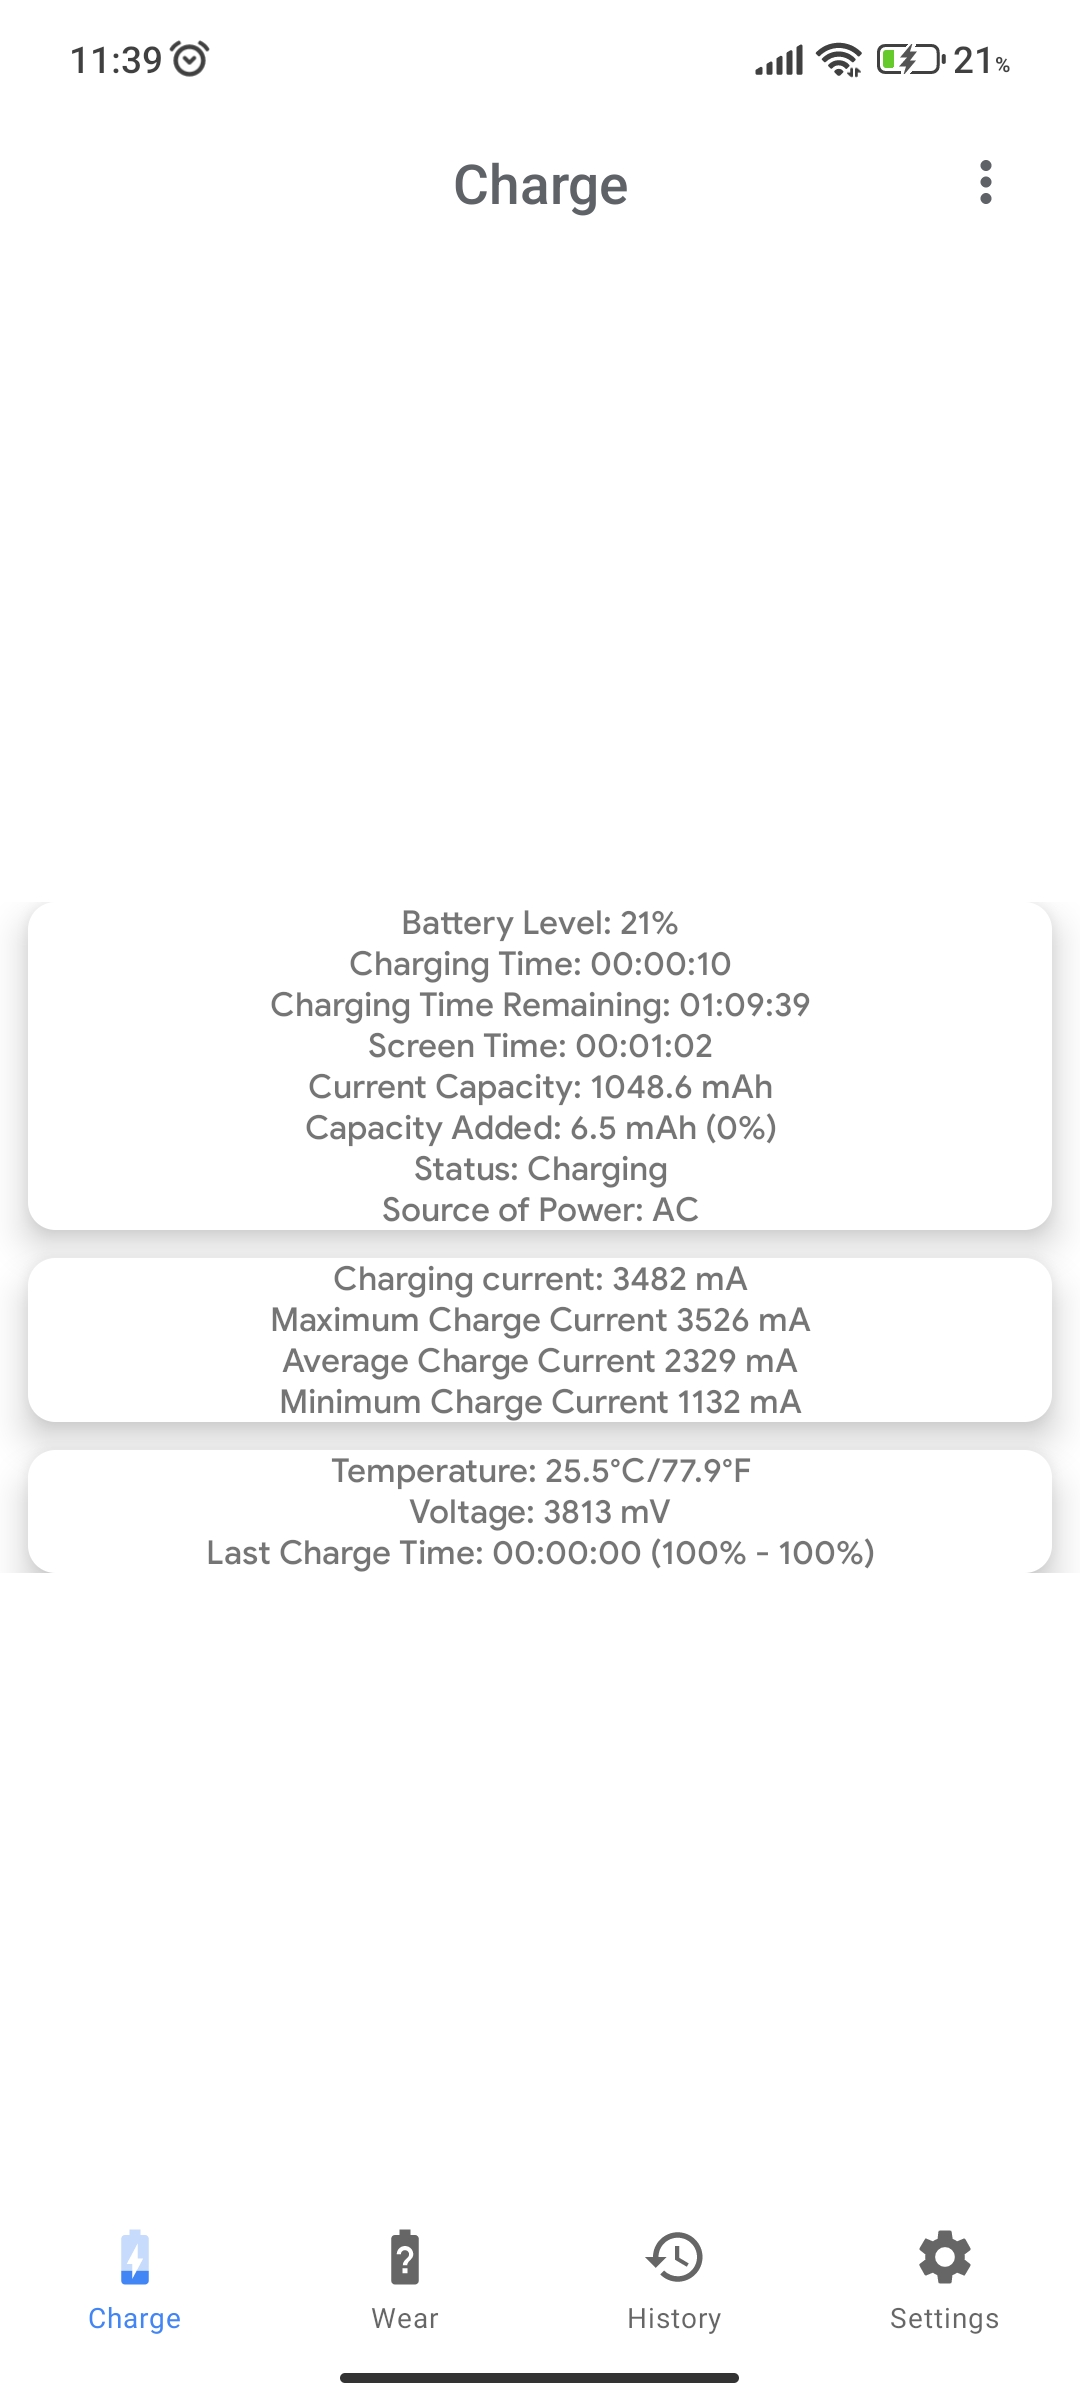 11:39
21%
Charge
Battery Level: 21%
Charging Time: 00:00:10
Charging Time Remaining: 01:09:39
Screen Time: 00:01:02
Current Capacity: 1048.6 mAh
Capacity Added: 6.5 mAh (0%)
Status: Charging
Source of Power: AC
Charging current: 3482 mA
Maximum Charge Current 3526 mA
Average Charge Current 2329 mA
Minimum Charge Current 1132 mA
Temperature: 25.5°C/77.9°F
Voltage: 3813 mV
Last Charge Time: 00:00:00 (100% - 100%)
Charge
Wear
History
Settings